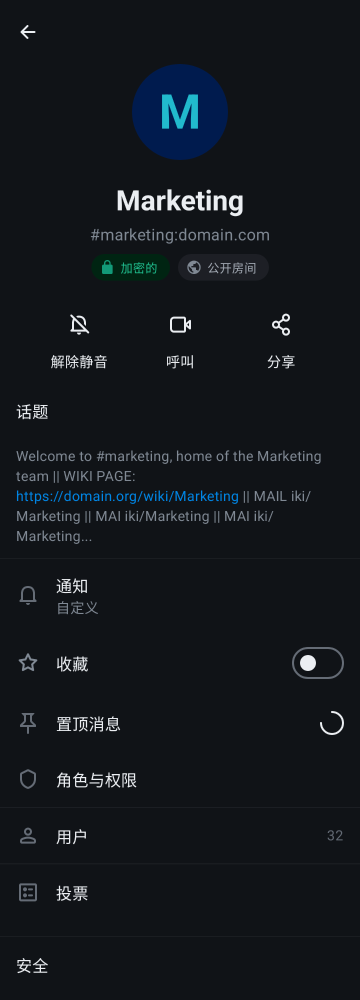 M
Marketing
#marketing:domain.com
加密的 公开房间
解除静音 呼叫 分享
话题
Welcome to #marketing, home of the Marketing
team || WIKI PAGE:
https://domain.org/wiki/Marketing || MAIL iki/
Marketing || MAI iki/Marketing || MAI iki/
Marketing...
通知
自定义
收藏
置顶消息
角色与权限
用户 32
投票
安全